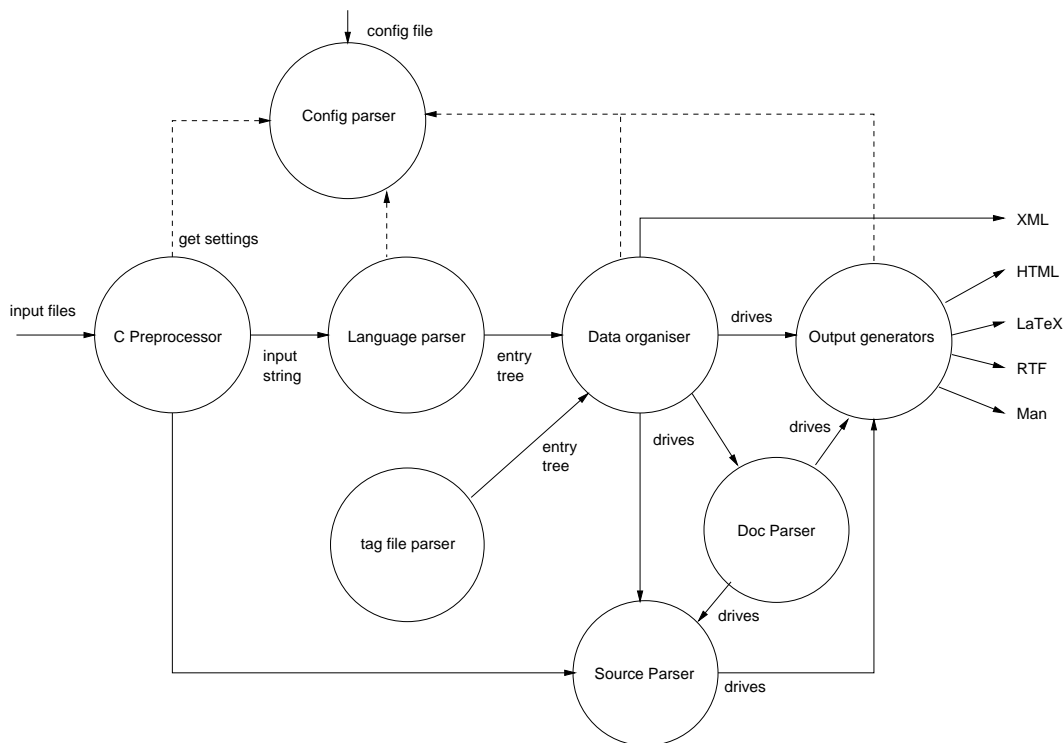 config file
Config parser
get settings
XML
HTML
input files
LaTeX
drives
C Preprocessor
Language parser
Data organiser
Output generators
input
string
entry
tree
RTF
Man
drives
drives
entry
tree
Doc Parser
tag file parser
drives
Source Parser
drives